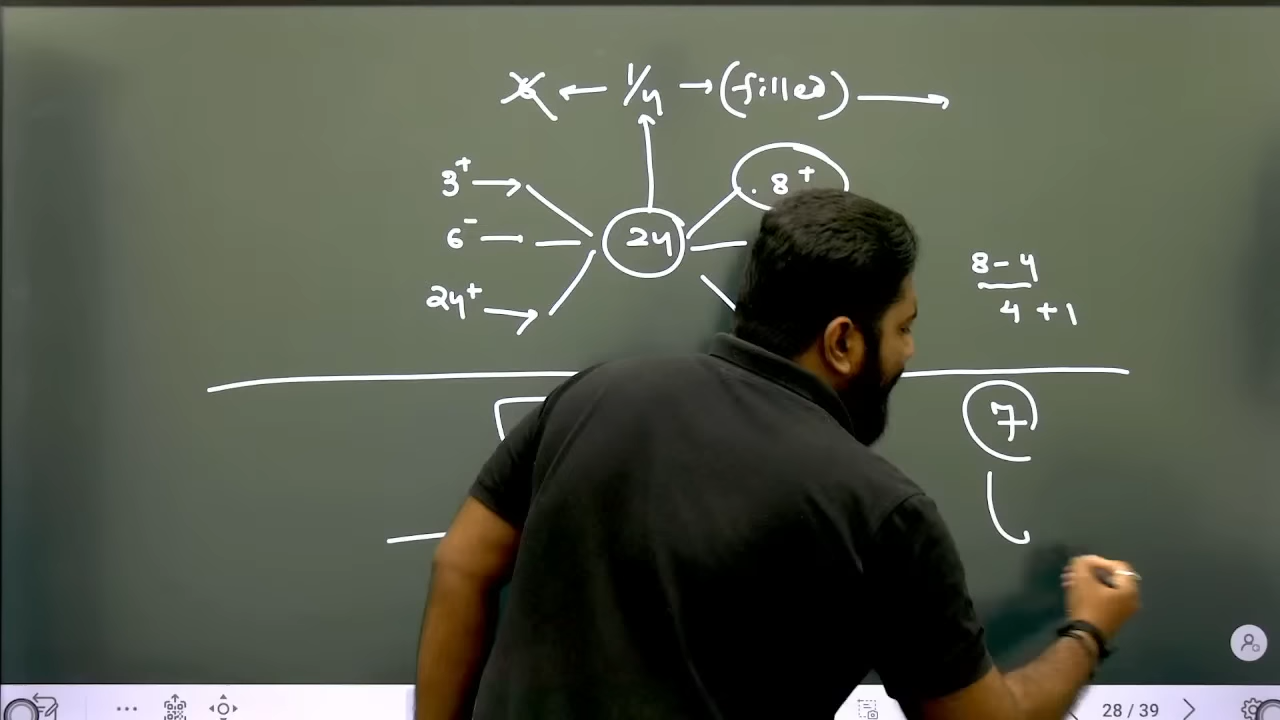 ✗ ← 1/4 → (filled) →
3⁺ → 8⁺
6⁻ — 24
24⁺ →
8-4
4 +1
7
28 / 39